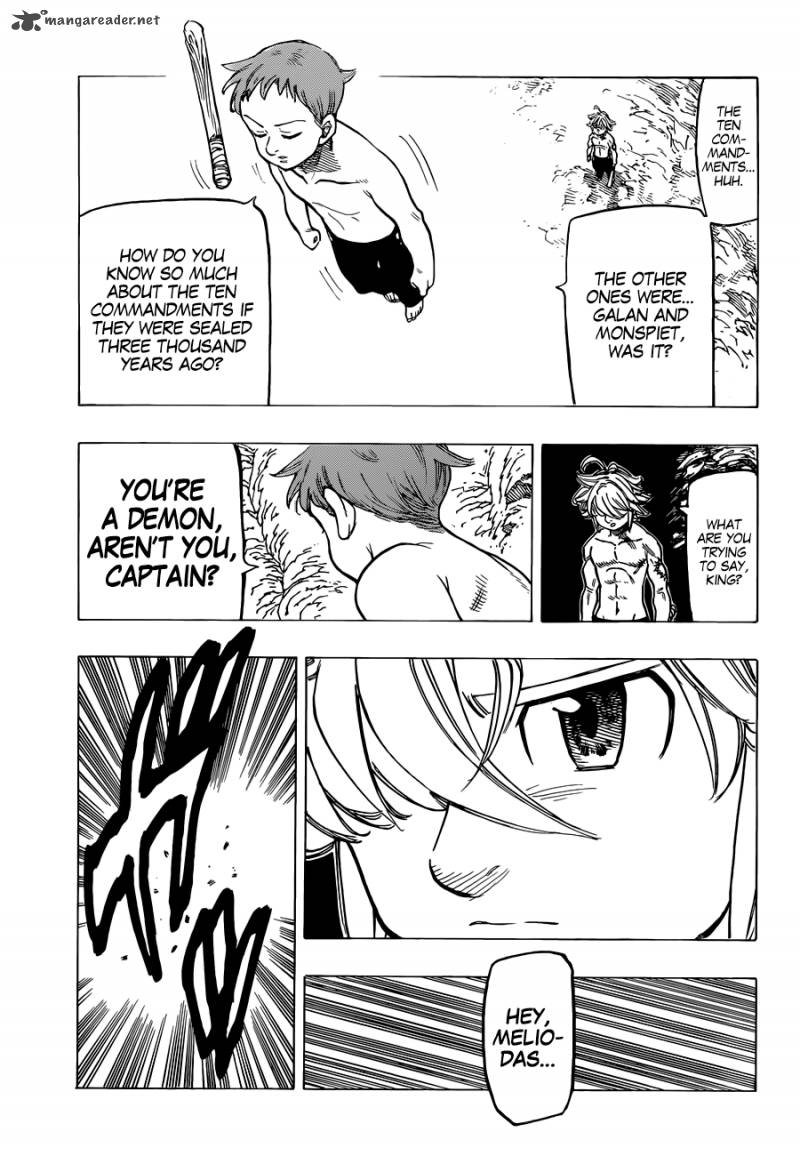 mangareader.net
THE
TEN
COM-
MAND-
MENTS...
HUH.
THE OTHER
ONES WERE...
GALAN AND
MONSPIET,
WAS IT?
HOW DO YOU
KNOW SO MUCH
ABOUT THE TEN
COMMANDMENTS IF
THEY WERE SEALED
THREE THOUSAND
YEARS AGO?
WHAT
ARE YOU
TRYING
TO SAY,
KING?
YOU'RE
A DEMON,
AREN'T YOU,
CAPTAIN?
HEY,
MELIO-
DAS...